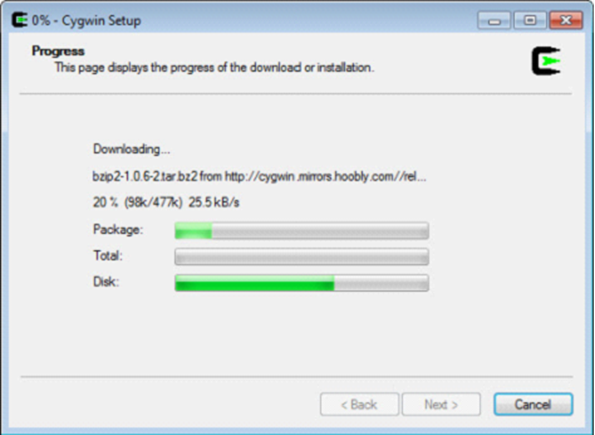 0% - Cygwin Setup
Progress
This page displays the progress of the download or installation.
Downloading...
bzip2-1.0.6-2.tar.bz2 from http://cygwin.mirrors.hoobly.com//rel...
20 % (98k/477k) 25.5 kB/s
Package:
Total:
Disk:
< Back Next > Cancel